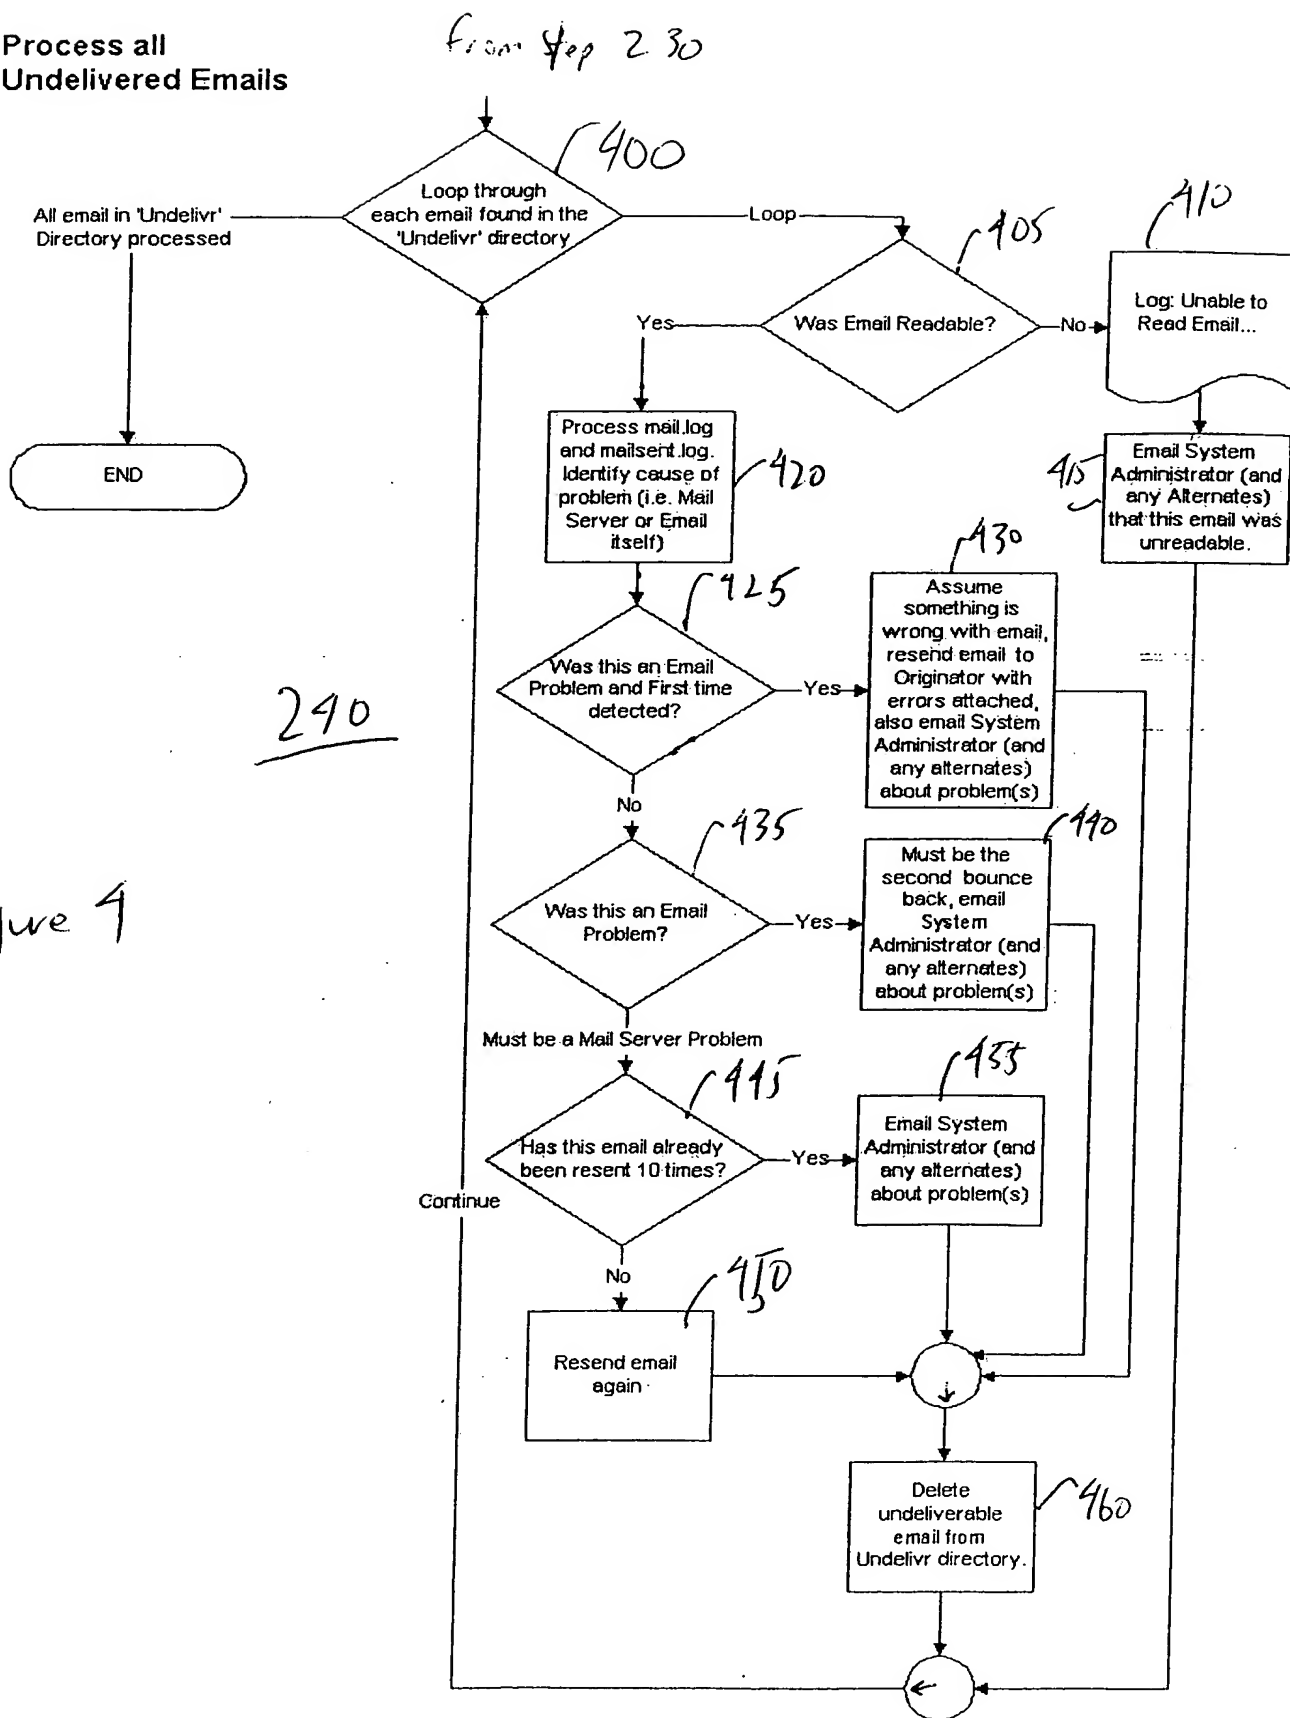 Process all
Undelivered Emails
from step 230
400
Loop through
each email found in the
'Undelivr' directory
All email in 'Undelivr'
Directory processed
END
Loop
405
Was Email Readable?
Yes
No
410
Log: Unable to
Read Email...
415
Email System
Administrator (and
any Alternates)
that this email was
unreadable.
Process mail.log
and mailsent.log.
Identify cause of
problem (i.e. Mail
Server or Email
itself)
420
425
Was this an Email
Problem and First time
detected?
Yes
430
Assume
something is
wrong with email,
resend email to
Originator with
errors attached,
also email System
Administrator (and
any alternates)
about problem(s)
240
No
435
Was this an Email
Problem?
Yes
440
Must be the
second bounce
back, email
System
Administrator (and
any alternates)
about problem(s)
ure 4
Must be a Mail Server Problem
445
Has this email already
been resent 10 times?
Yes
455
Email System
Administrator (and
any alternates)
about problem(s)
Continue
No
450
Resend email
again
Delete
undeliverable
email from
Undelivr directory.
460